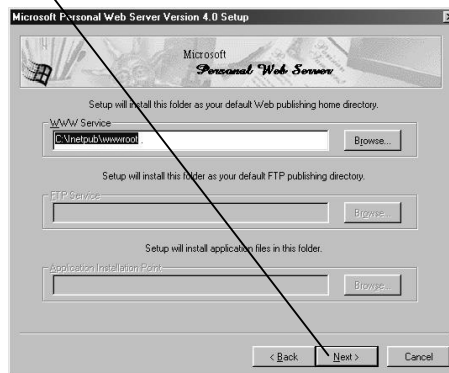 Microsoft Personal Web Server Version 4.0 Setup
Microsoft
Personal Web Server
Setup will install this folder as your default Web publishing home directory.
WWW Service
C:\Inetpub\wwwroot
Browse...
Setup will install this folder as your default FTP publishing directory.
FTP Service
Browse...
Setup will install application files in this folder.
Application Installation Point
Browse...
< Back
Next >
Cancel